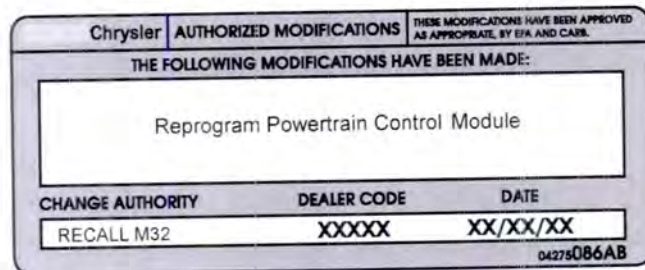 Chrysler AUTHORIZED MODIFICATIONS THESE MODIFICATIONS HAVE BEEN APPROVED
AS APPROPRIATE, BY EPA AND CARB.
THE FOLLOWING MODIFICATIONS HAVE BEEN MADE:
Reprogram Powertrain Control Module
CHANGE AUTHORITY DEALER CODE DATE
RECALL M32 XXXXX XX/XX/XX
04275086AB